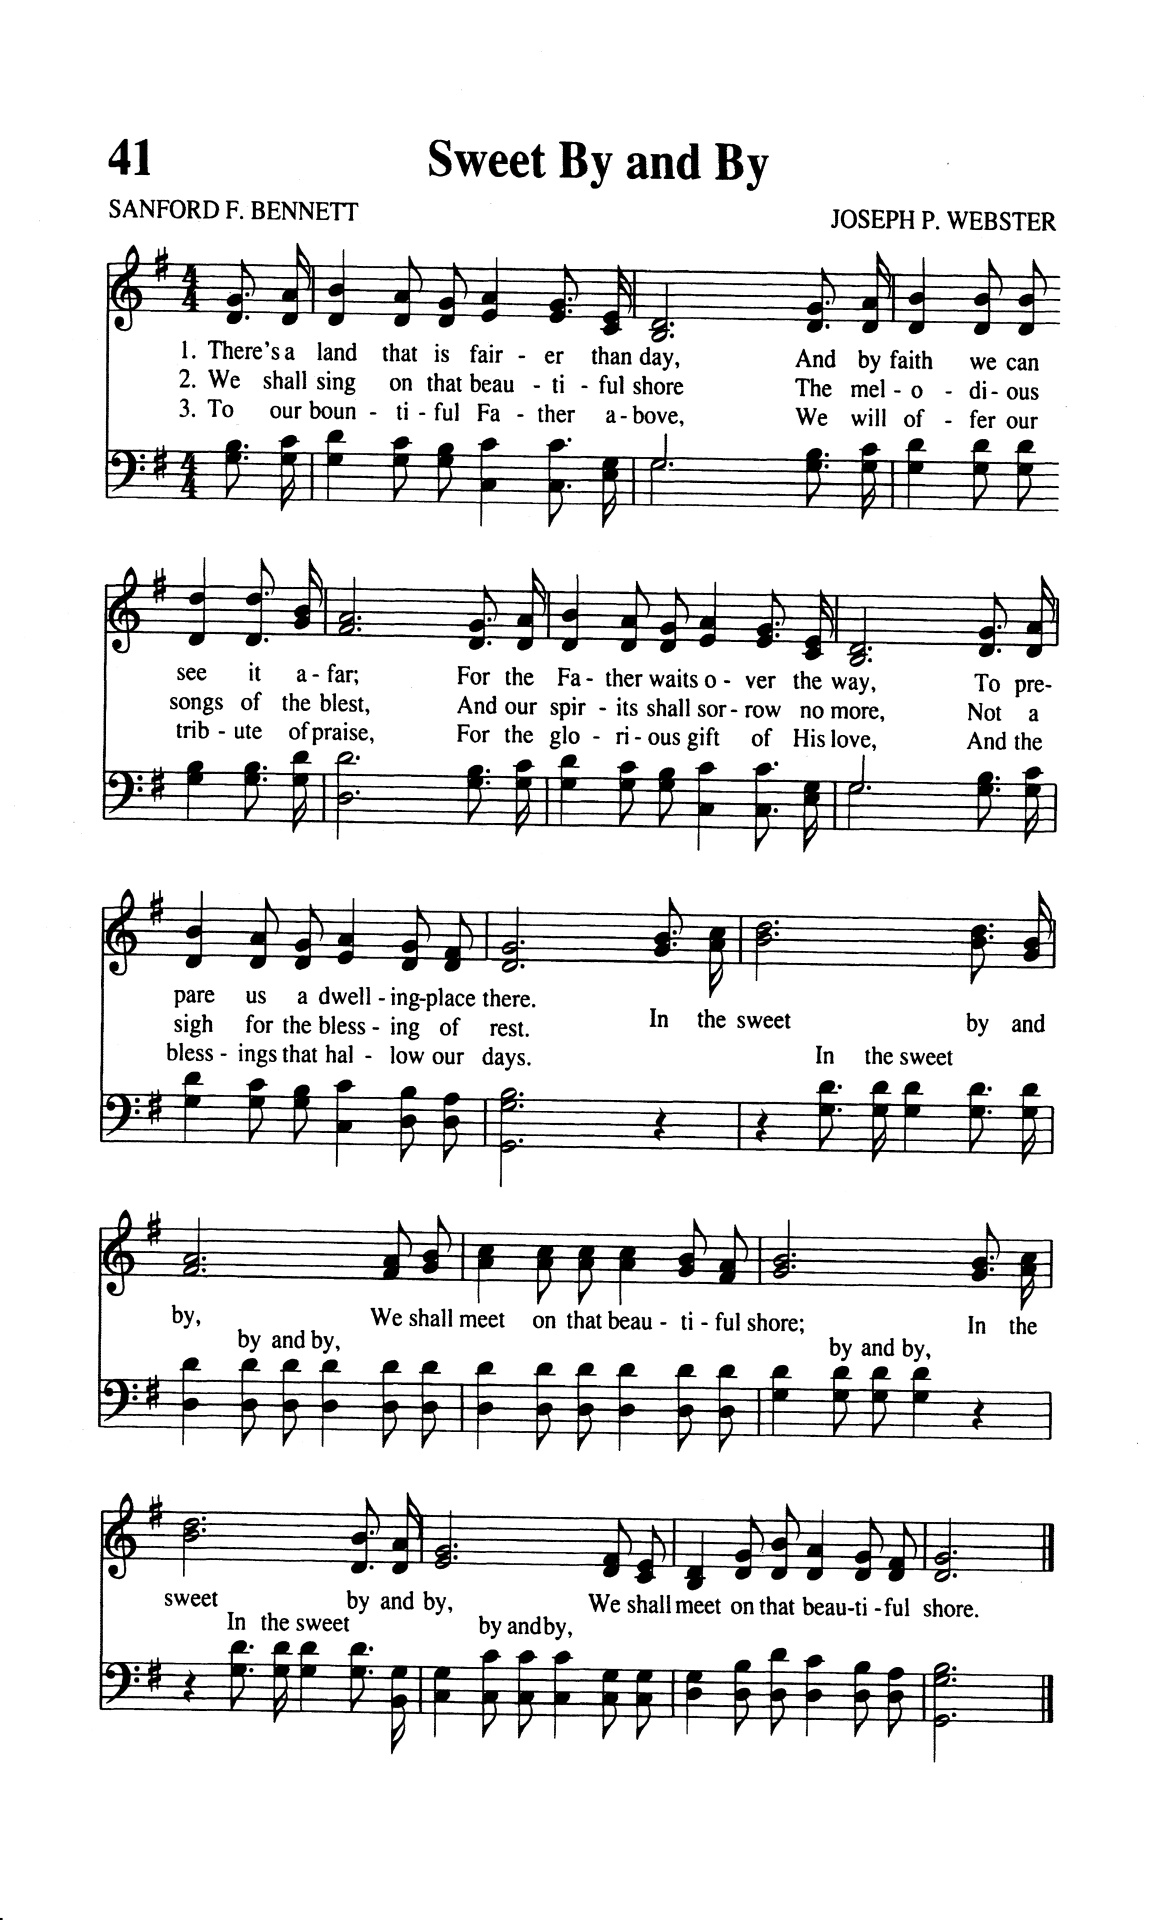 41
Sweet By and By
SANFORD F. BENNETT
JOSEPH P. WEBSTER
1. There's a land that is fair - er than day, And by faith we can
2. We shall sing on that beau - ti - ful shore The mel - o - di - ous
3. To our boun - ti - ful Fa - ther a - bove, We will of - fer our
see it a - far; For the Fa - ther waits o - ver the way, To pre-
songs of the blest, And our spir - its shall sor - row no more, Not a
trib - ute of praise, For the glo - ri - ous gift of His love, And the
pare us a dwell - ing-place there.
sigh for the bless - ing of rest. In the sweet by and
bless - ings that hal - low our days. In the sweet
by, We shall meet on that beau - ti - ful shore; In the
by and by, by and by,
sweet by and by, We shall meet on that beau-ti - ful shore.
In the sweet by and by,